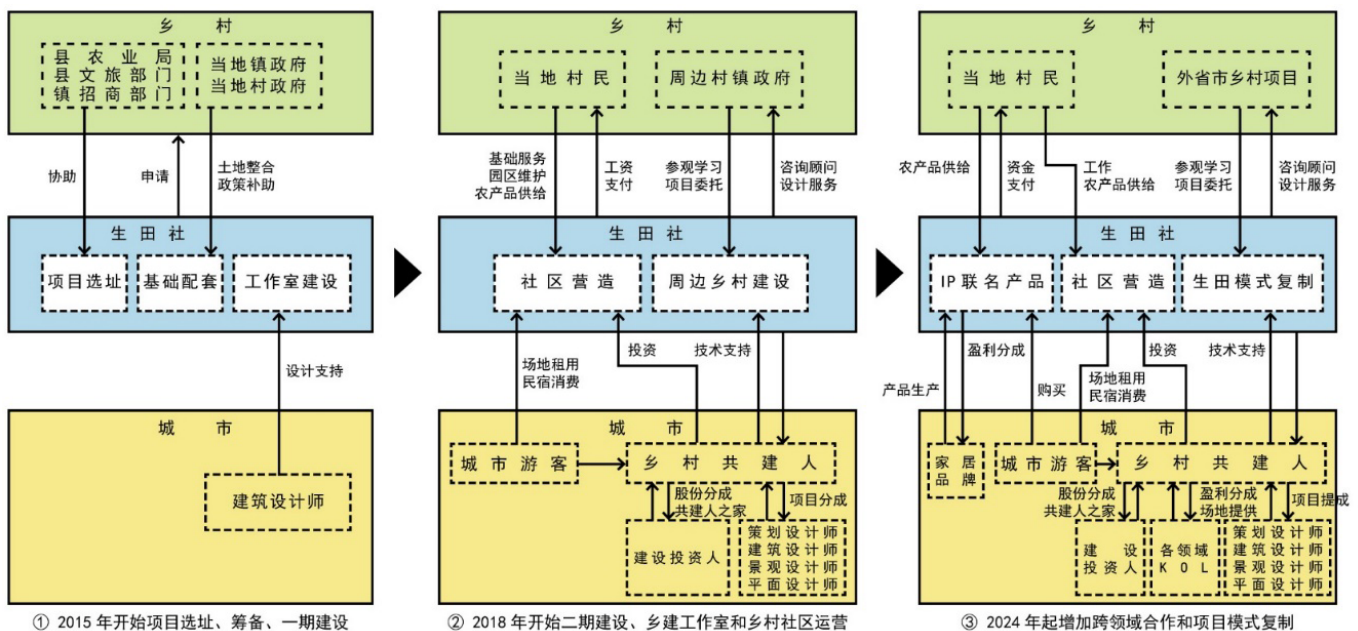 乡村
县农业局
县文旅部门
镇招商部门
当地镇政府
当地村政府
协助
申请
土地整合
政策补助
生田社
项目选址
基础配套
工作室建设
设计支持
城市
建筑设计师
① 2015 年开始项目选址、筹备、一期建设
乡村
当地村民
周边村镇政府
基础服务
园区维护
农产品供给
工资
支付
参观学习
项目委托
咨询顾问
设计服务
生田社
社区营造
周边乡村建设
场地租用
民宿消费
投资
技术支持
城市
城市游客
乡村共建人
股份分成
共建人之家
项目分成
建设投资人
策划设计师
建筑设计师
景观设计师
平面设计师
② 2018 年开始二期建设、乡建工作室和乡村社区运营
乡村
当地村民
外省市乡村项目
农产品供给
资金
支付
工作
农产品供给
参观学习
项目委托
咨询顾问
设计服务
生田社
IP联名产品
社区营造
生田模式复制
产品生产
盈利分成
购买
场地租用
民宿消费
投资
技术支持
城市
家居
品牌
城市游客
乡村共建人
股份分成
共建人之家
盈利分成
场地提供
项目提成
建设
投资人
各领域
KOL
策划设计师
建筑设计师
景观设计师
平面设计师
③ 2024 年起增加跨领域合作和项目模式复制